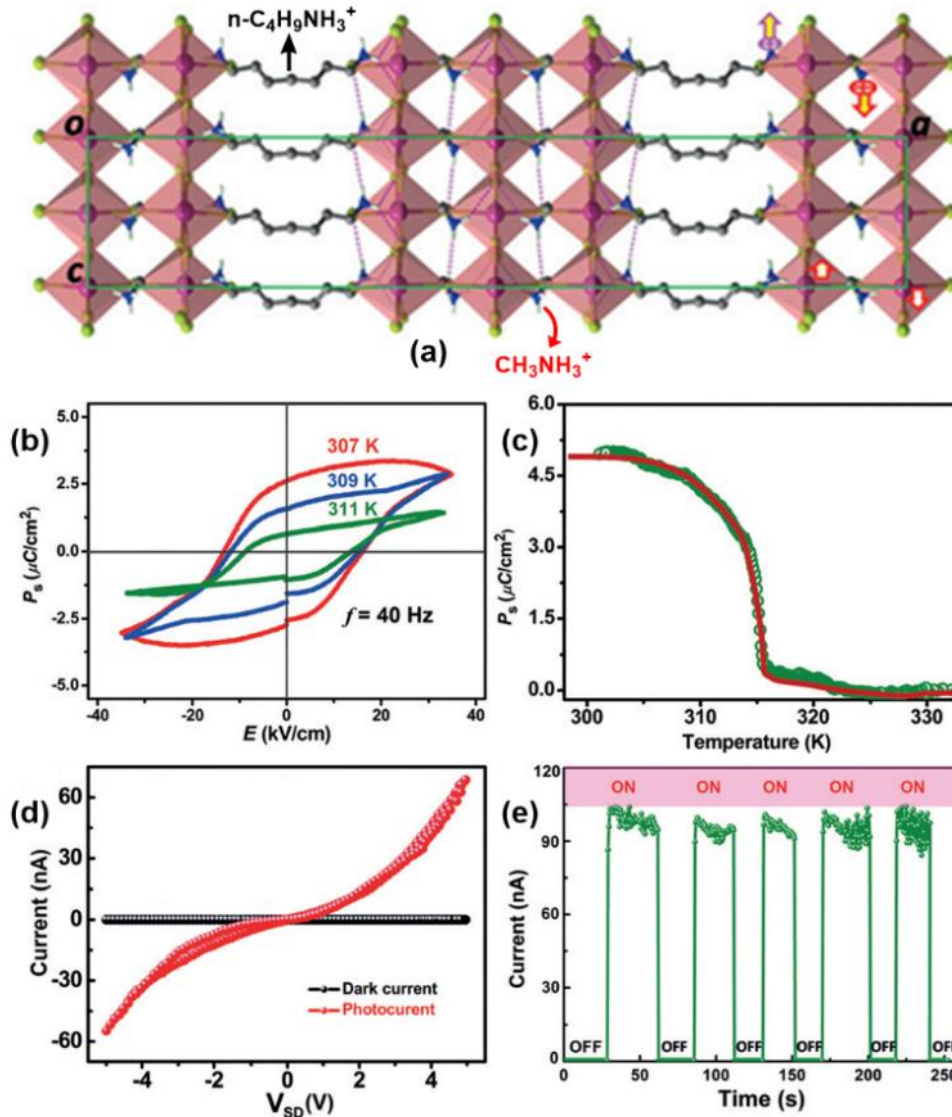 n-C4H9NH3+
o
a
c
(a)
CH3NH3+
(b)
5.0
2.5
0.0
-2.5
-5.0
Ps (μC/cm²)
307 K
309 K
311 K
f = 40 Hz
-40 -20 0 20 40
E (kV/cm)
(c)
6.0
4.5
3.0
1.5
0.0
Ps (μC/cm²)
300 310 320 330
Temperature (K)
(d)
60
30
0
-30
-60
Current (nA)
Dark current
Photocurent
-4 -2 0 2 4
VSD (V)
(e)
120
90
60
30
0
Current (nA)
ON ON ON ON ON
OFF OFF OFF OFF OFF OFF
0 50 100 150 200 250
Time (s)